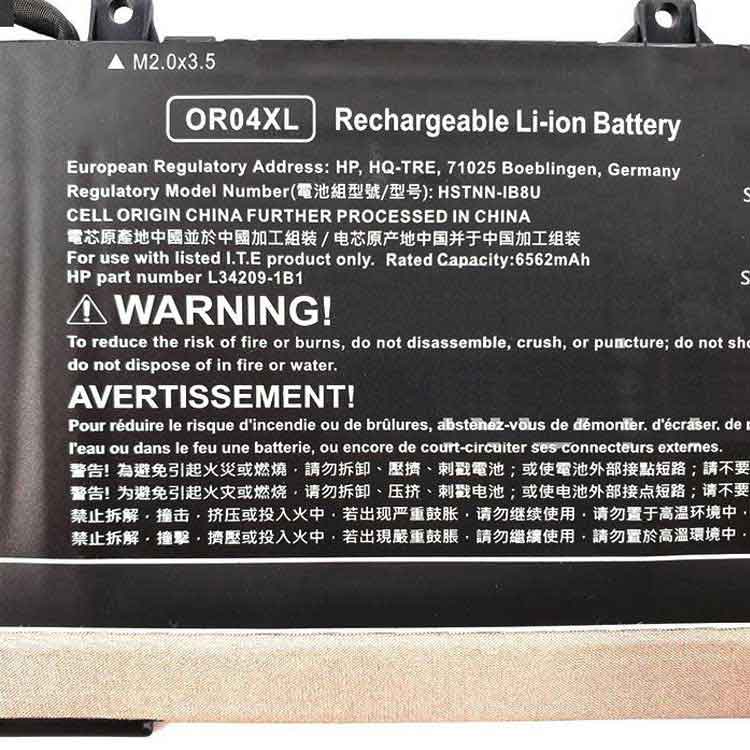 ▲ M2.0x3.5
OR04XL Rechargeable Li-ion Battery
European Regulatory Address: HP, HQ-TRE, 71025 Boeblingen, Germany
Regulatory Model Number(電池組型號/型号): HSTNN-IB8U
CELL ORIGIN CHINA FURTHER PROCESSED IN CHINA
電芯原產地中國並於中國加工組裝 / 电芯原产地中国并于中国加工组装
For use with listed I.T.E product only. Rated Capacity:6562mAh
HP part number L34209-1B1
WARNING!
To reduce the risk of fire or burns, do not disassemble, crush, or puncture; do not
do not dispose of in fire or water.
AVERTISSEMENT!
Pour réduire le risque d'incendie ou de brûlures, abstenez-vous de démonter. d'écraser. de
l'eau ou dans le feu une batterie, ou encore de court-circuiter ses connecteurs externes.
警告! 為避免引起火災或燃燒，請勿拆卸、壓擠、刺戳電池；或使電池外部接點短路；請不要
警告! 为避免引起火灾或燃烧，请勿拆卸、压挤、刺戳电池；或使电池外部接点短路；请不要
禁止拆解，撞击，挤压或投入火中，若出现严重鼓胀，请勿继续使用，请勿置于高温环境中，
禁止拆解，撞擊，擠壓或投入火中，若出現嚴重鼓脹，請勿繼續使用，請勿置於高溫環境中，